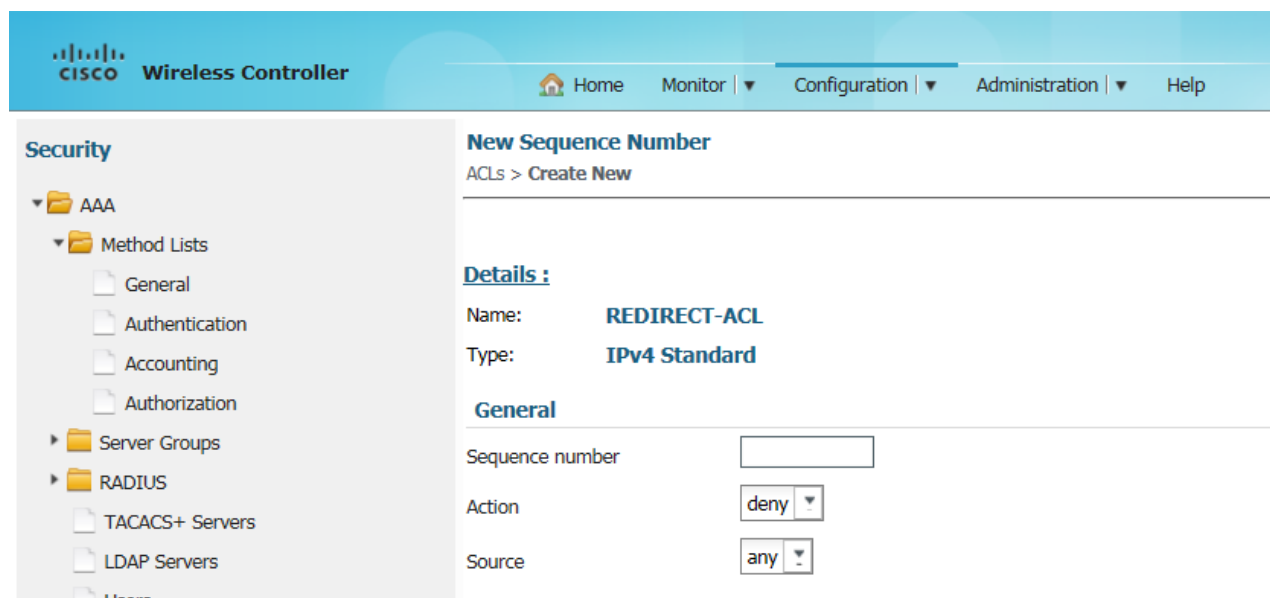 CISCO Wireless Controller
Home Monitor Configuration Administration Help
Security
AAA
Method Lists
General
Authentication
Accounting
Authorization
Server Groups
RADIUS
TACACS+ Servers
LDAP Servers
New Sequence Number
ACLs > Create New
Details :
Name: REDIRECT-ACL
Type: IPv4 Standard
General
Sequence number
Action deny
Source any